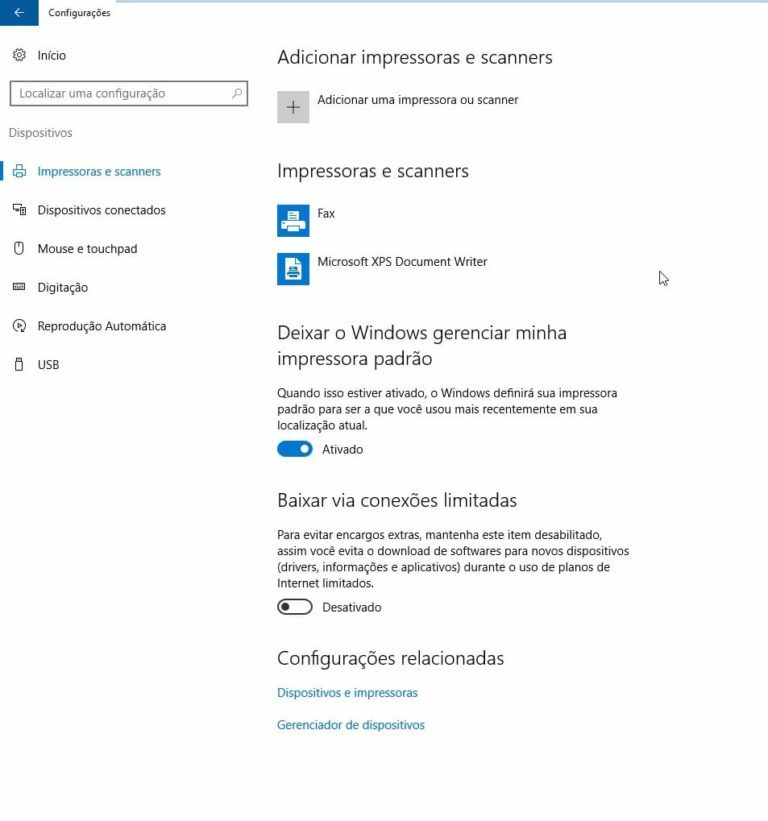 Configurações
Início
Localizar uma configuração
Dispositivos
Impressoras e scanners
Dispositivos conectados
Mouse e touchpad
Digitação
Reprodução Automática
USB
Adicionar impressoras e scanners
Adicionar uma impressora ou scanner
Impressoras e scanners
Fax
Microsoft XPS Document Writer
Deixar o Windows gerenciar minha
impressora padrão
Quando isso estiver ativado, o Windows definirá sua impressora
padrão para ser a que você usou mais recentemente em sua
localização atual.
Ativado
Baixar via conexões limitadas
Para evitar encargos extras, mantenha este item desabilitado,
assim você evita o download de softwares para novos dispositivos
(drivers, informações e aplicativos) durante o uso de planos de
Internet limitados.
Desativado
Configurações relacionadas
Dispositivos e impressoras
Gerenciador de dispositivos